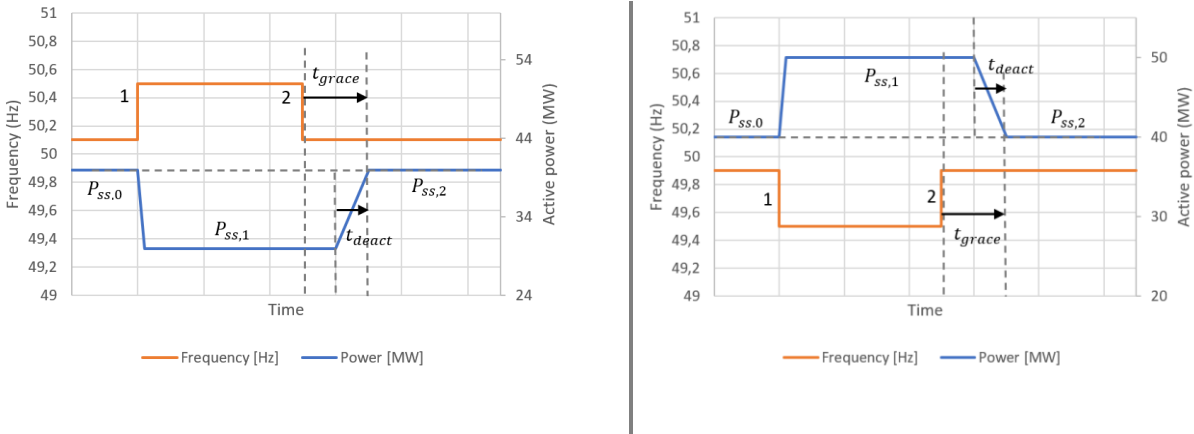 51
50,8
50,6
50,4
50,2
50
49,8
49,6
49,4
49,2
49
Frequency (Hz)
54
44
34
24
Active power (MW)
1
2
t_grace
P_ss,0
P_ss,1
P_ss,2
t_deact
Time
Frequency [Hz]
Power [MW]
51
50,8
50,6
50,4
50,2
50
49,8
49,6
49,4
49,2
49
Frequency (Hz)
50
40
30
20
Active power (MW)
P_ss.0
P_ss,1
t_deact
P_ss,2
1
2
t_grace
Time
Frequency [Hz]
Power [MW]